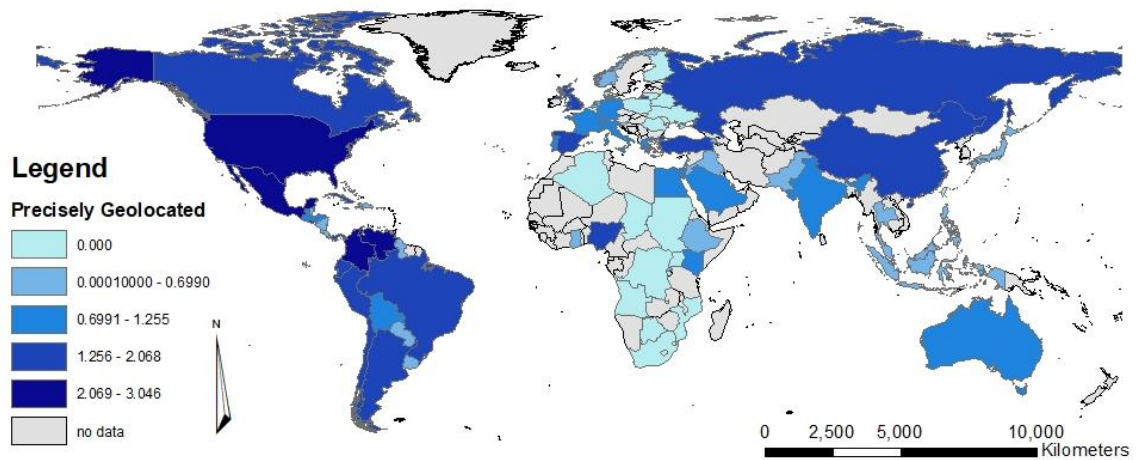 Legend
Precisely Geolocated
0.000
0.00010000 - 0.6990
0.6991 - 1.255
1.256 - 2.068
2.069 - 3.046
no data
N
0 2,500 5,000 10,000
Kilometers